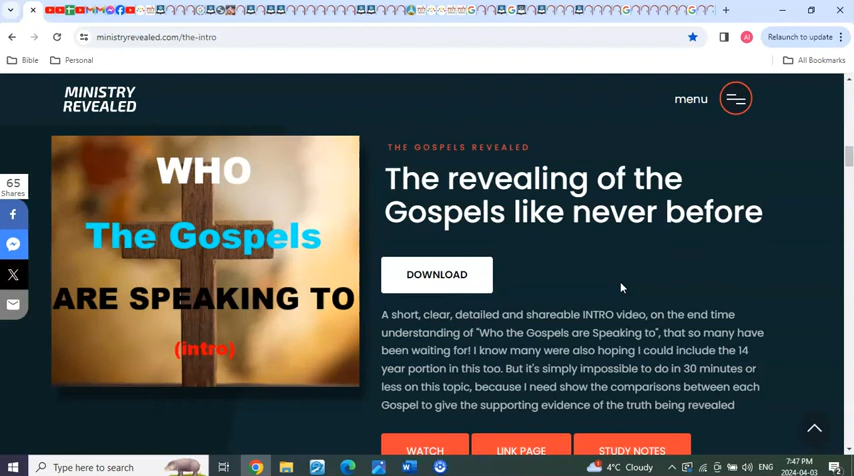 ministryrevealed.com/the-intro
Relaunch to update
Bible
Personal
All Bookmarks
MINISTRY
REVEALED
menu
WHO
The Gospels
ARE SPEAKING TO
(intro)
65
Shares
THE GOSPELS REVEALED
The revealing of the
Gospels like never before
DOWNLOAD
A short, clear, detailed and shareable INTRO video, on the end time
understanding of "Who the Gospels are Speaking to", that so many have
been waiting for! I know many were also hoping I could include the 14
year portion in this too. But it's simply impossible to do in 30 minutes or
less on this topic, because I need show the comparisons between each
Gospel to give the supporting evidence of the truth being revealed
WATCH
LINK PAGE
STUDY NOTES
Type here to search
4°C Cloudy
7:47 PM
2024-04-03